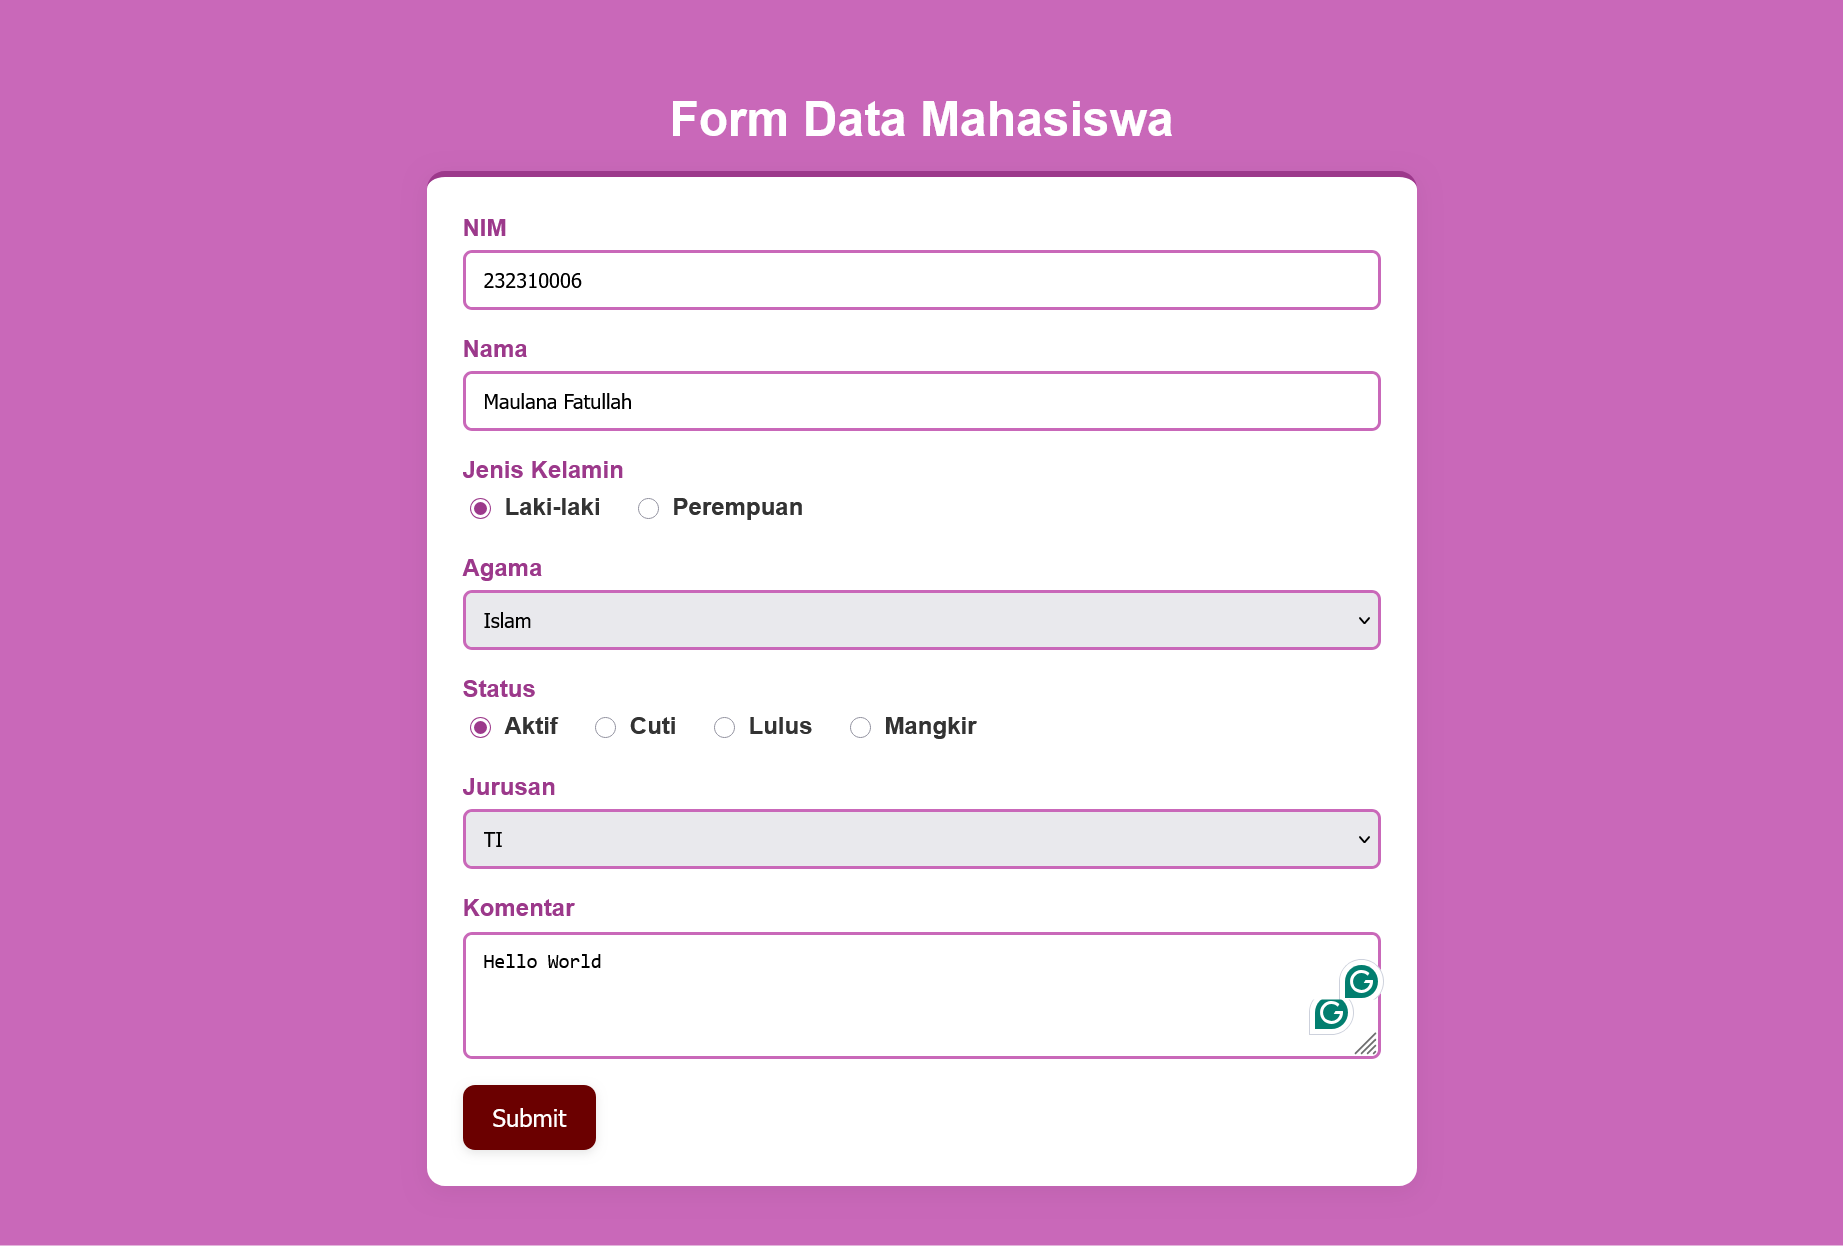 Form Data Mahasiswa
NIM
232310006
Nama
Maulana Fatullah
Jenis Kelamin
Laki-laki Perempuan
Agama
Islam
Status
Aktif Cuti Lulus Mangkir
Jurusan
TI
Komentar
Hello World
Submit